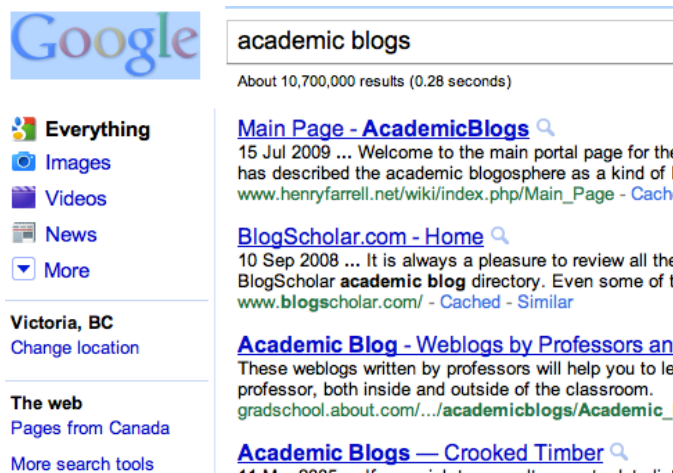 Google
academic blogs
About 10,700,000 results (0.28 seconds)
Everything
Images
Videos
News
More
Victoria, BC
Change location
The web
Pages from Canada
More search tools
Main Page - AcademicBlogs
15 Jul 2009 ... Welcome to the main portal page for the
has described the academic blogosphere as a kind of
www.henryfarrell.net/wiki/index.php/Main_Page - Cach
BlogScholar.com - Home
10 Sep 2008 ... It is always a pleasure to review all the
BlogScholar academic blog directory. Even some of
www.blogscholar.com/ - Cached - Similar
Academic Blog - Weblogs by Professors an
These weblogs written by professors will help you to le
professor, both inside and outside of the classroom.
gradschool.about.com/.../academicblogs/Academic_
Academic Blogs — Crooked Timber